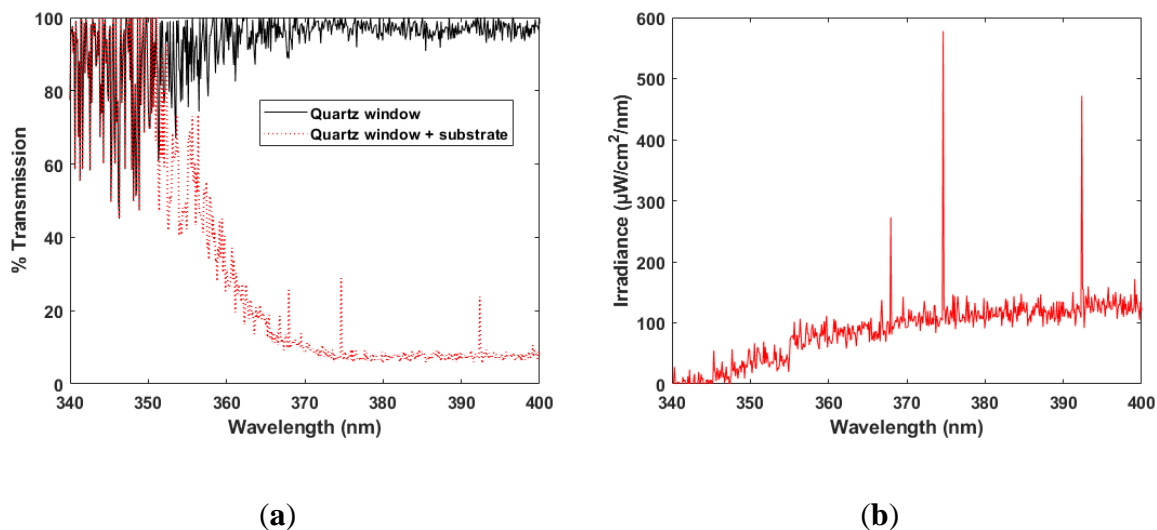 % Transmission
100
80
60
40
20
0
340 350 360 370 380 390 400
Wavelength (nm)
Quartz window
Quartz window + substrate
(a)
Irradiance (µW/cm²/nm)
600
500
400
300
200
100
0
340 350 360 370 380 390 400
Wavelength (nm)
(b)